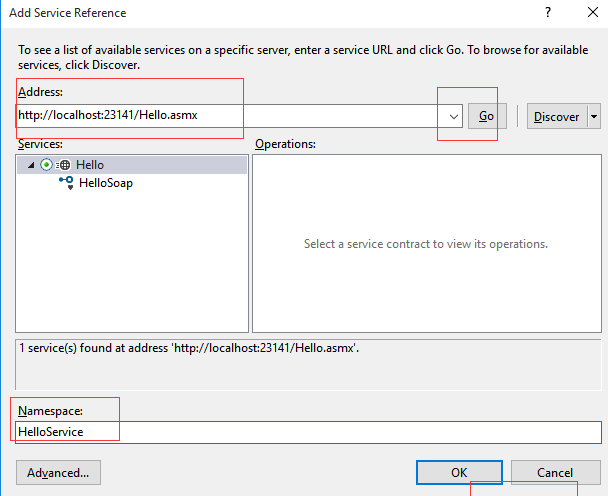 Add Service Reference
? X
To see a list of available services on a specific server, enter a service URL and click Go. To browse for available
services, click Discover.
Address:
http://localhost:23141/Hello.asmx
Go
Discover
Services:
Operations:
Hello
HelloSoap
Select a service contract to view its operations.
1 service(s) found at address 'http://localhost:23141/Hello.asmx'.
Namespace:
HelloService
Advanced...
OK
Cancel